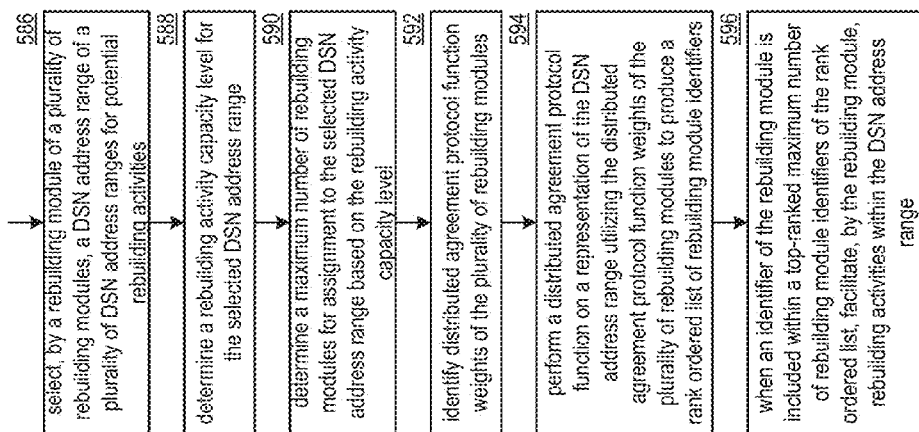 586
select, by a rebuilding module of a plurality of
rebuilding modules, a DSN address range of a
plurality of DSN address ranges for potential
rebuilding activities
588
determine a rebuilding activity capacity level for
the selected DSN address range
590
determine a maximum number of rebuilding
modules for assignment to the selected DSN
address range based on the rebuilding activity
capacity level
592
identify distributed agreement protocol function
weights of the plurality of rebuilding modules
594
perform a distributed agreement protocol
function on a representation of the DSN
address range utilizing the distributed
agreement protocol function weights of the
plurality of rebuilding modules to produce a
rank ordered list of rebuilding module identifiers
596
when an identifier of the rebuilding module is
included within a top-ranked maximum number
of rebuilding module identifiers of the rank
ordered list, facilitate, by the rebuilding module,
rebuilding activities within the DSN address
range